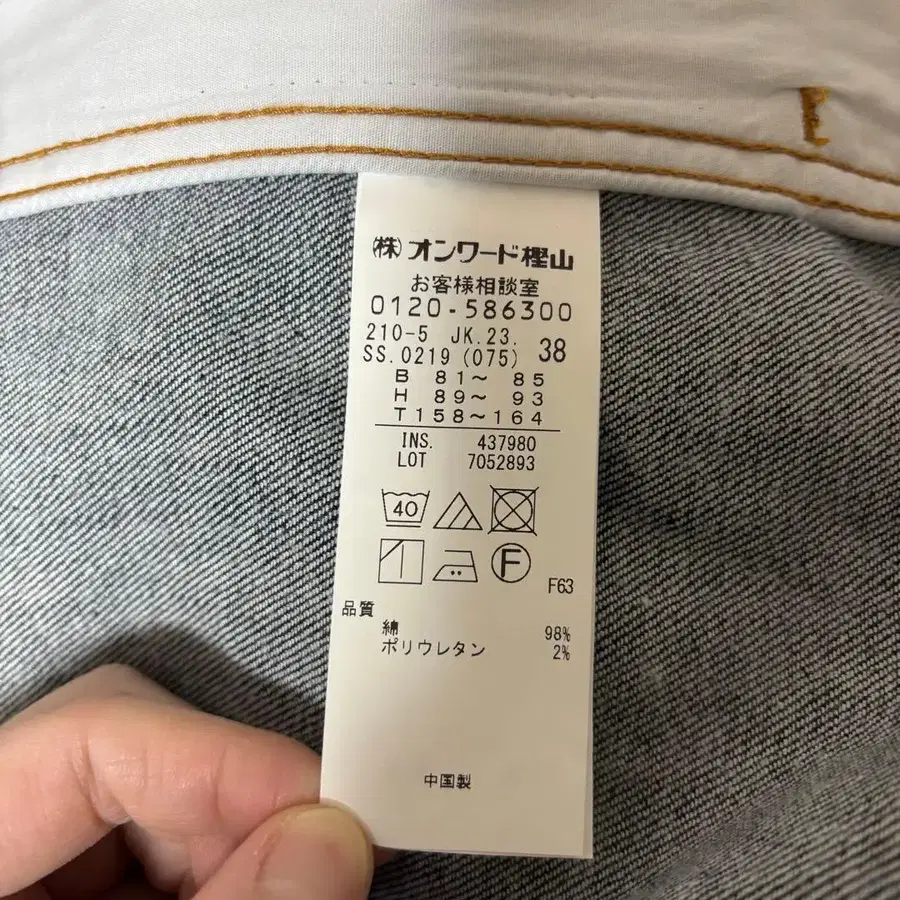 (株)オンワード樫山
お客様相談室
0120-586300
210-5 JK.23.
SS.0219 (075) 38
B 81〜 85
H 89〜 93
T158〜164
INS. 437980
LOT 7052893
40
F
F63
品質
綿 98%
ポリウレタン 2%
中国製